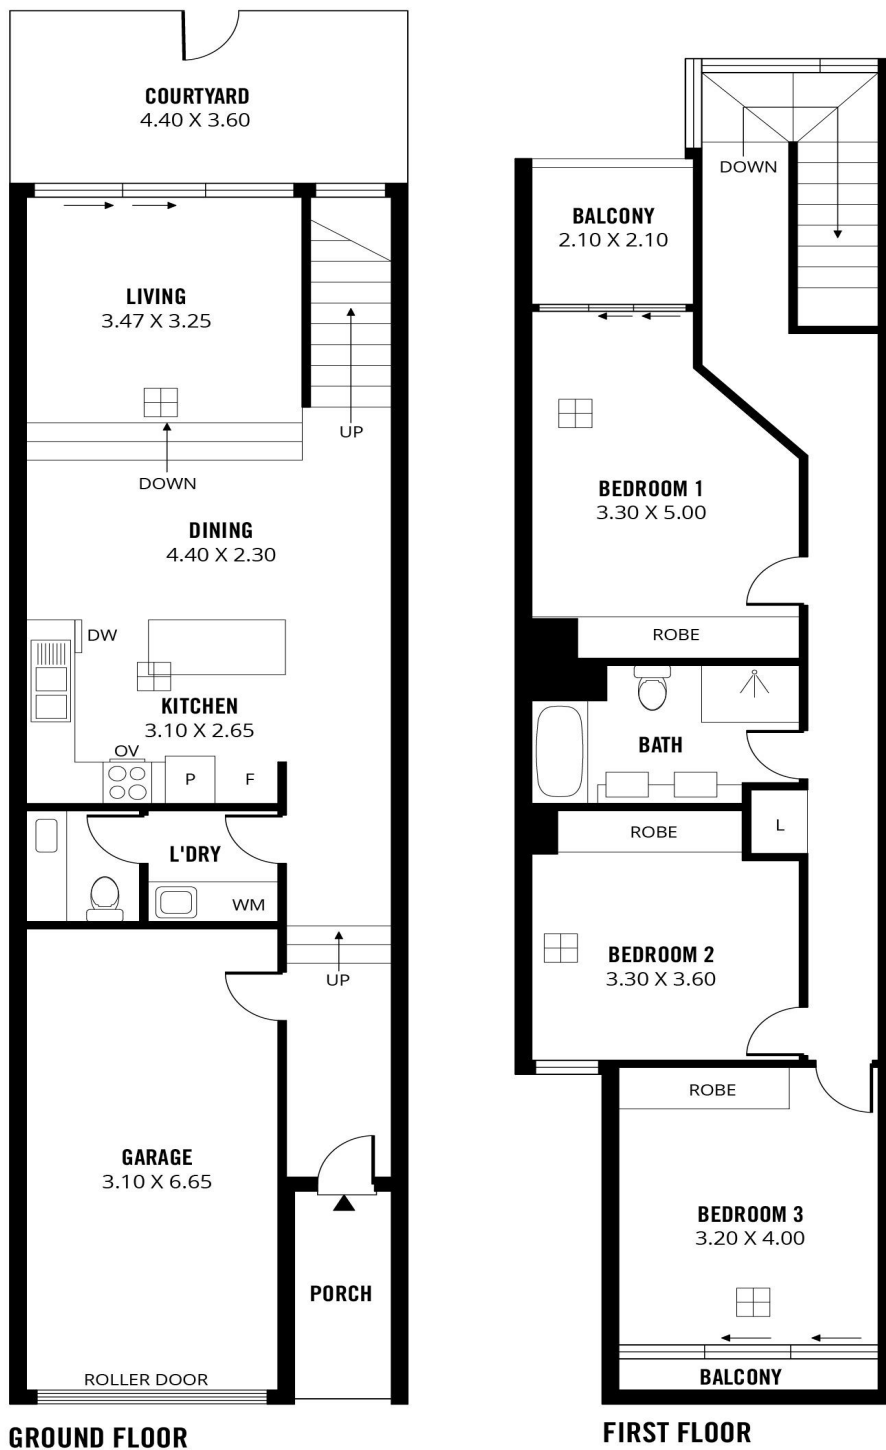 COURTYARD
4.40 X 3.60
LIVING
3.47 X 3.25
UP
DOWN
DINING
4.40 X 2.30
DW
KITCHEN
3.10 X 2.65
OV
P
F
L'DRY
WM
UP
GARAGE
3.10 X 6.65
PORCH
ROLLER DOOR
GROUND FLOOR
DOWN
BALCONY
2.10 X 2.10
BEDROOM 1
3.30 X 5.00
ROBE
BATH
L
ROBE
BEDROOM 2
3.30 X 3.60
ROBE
BEDROOM 3
3.20 X 4.00
BALCONY
FIRST FLOOR